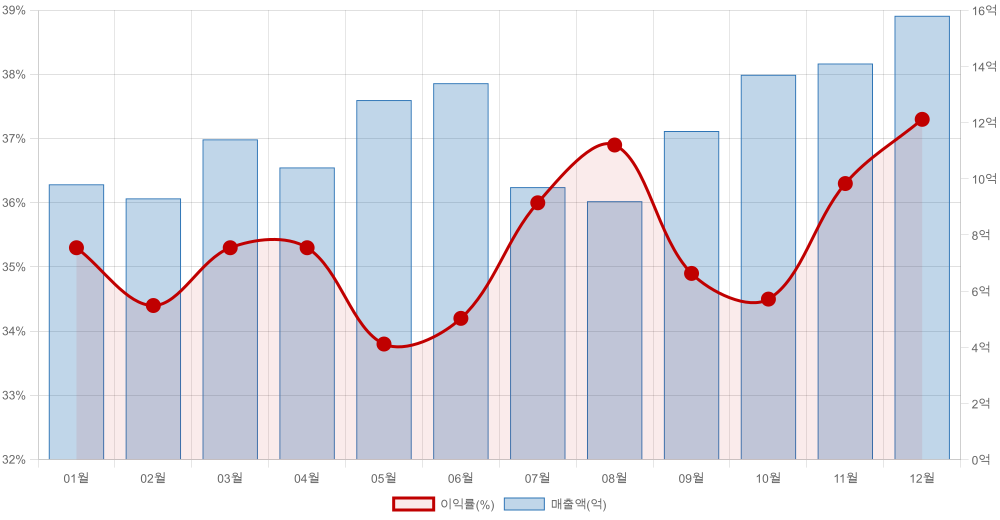 39%
38%
37%
36%
35%
34%
33%
32%
16억
14억
12억
10억
8억
6억
4억
2억
0억
01월 02월 03월 04월 05월 06월 07월 08월 09월 10월 11월 12월
이익률(%) 매출액(억)